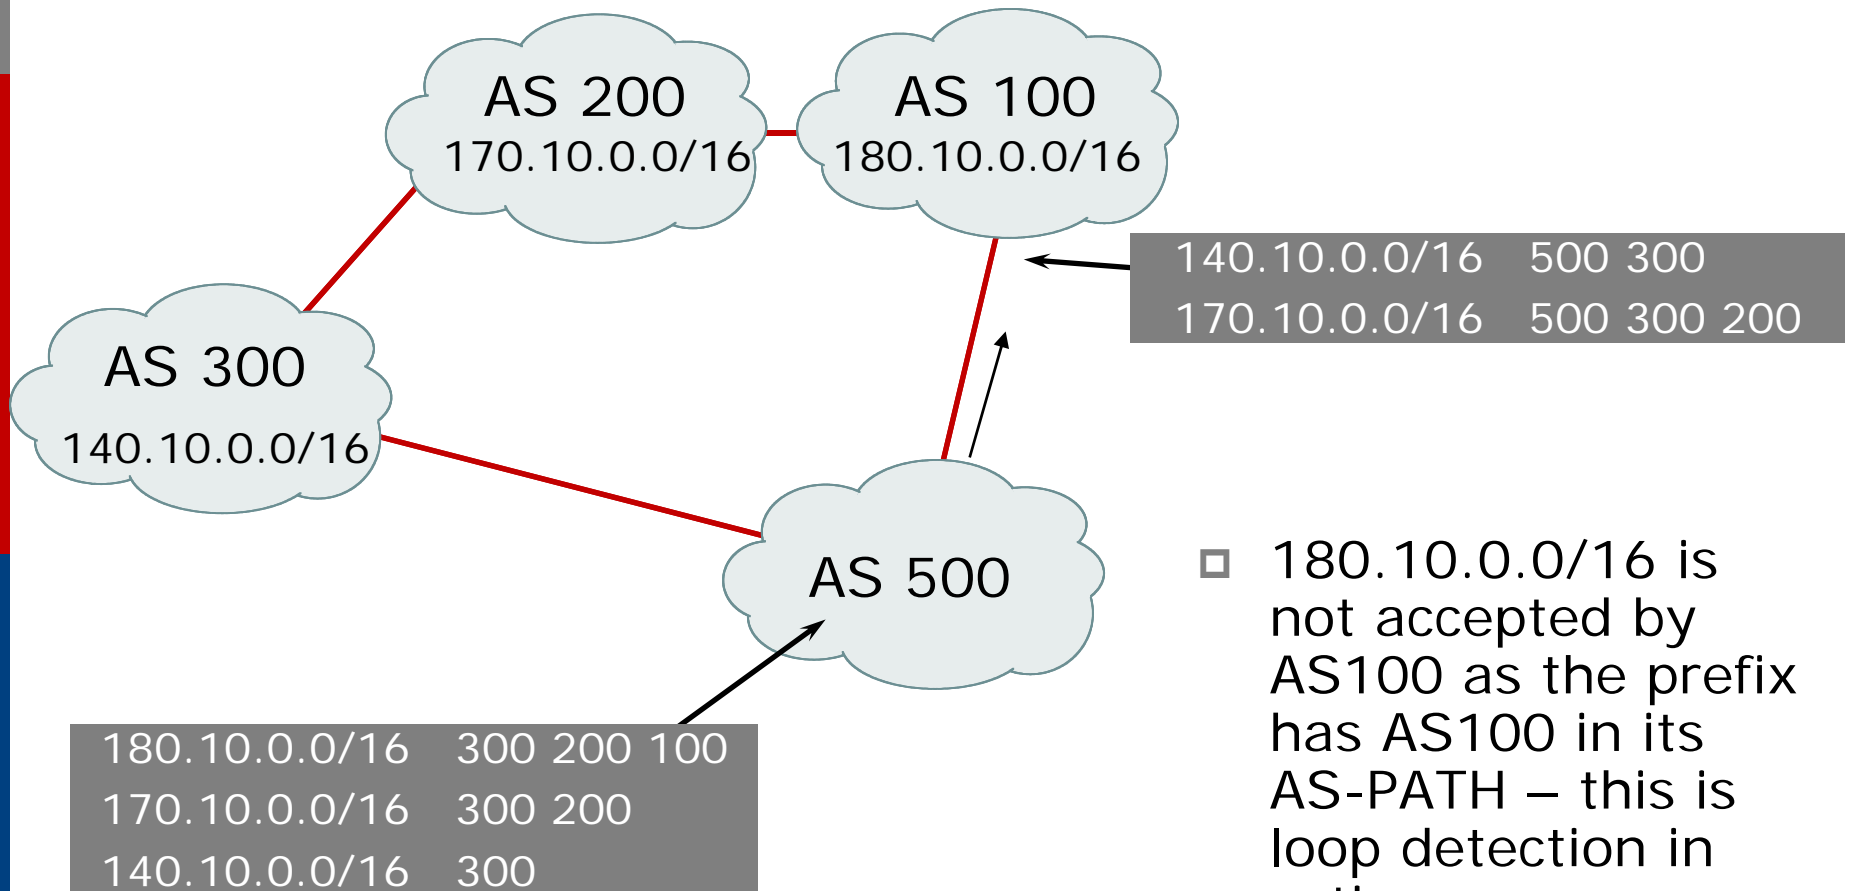 AS 200
170.10.0.0/16
AS 100
180.10.0.0/16
140.10.0.0/16 500 300
170.10.0.0/16 500 300 200
AS 300
140.10.0.0/16
AS 500
180.10.0.0/16 300 200 100
170.10.0.0/16 300 200
140.10.0.0/16 300
180.10.0.0/16 is
not accepted by
AS100 as the prefix
has AS100 in its
AS-PATH – this is
loop detection in